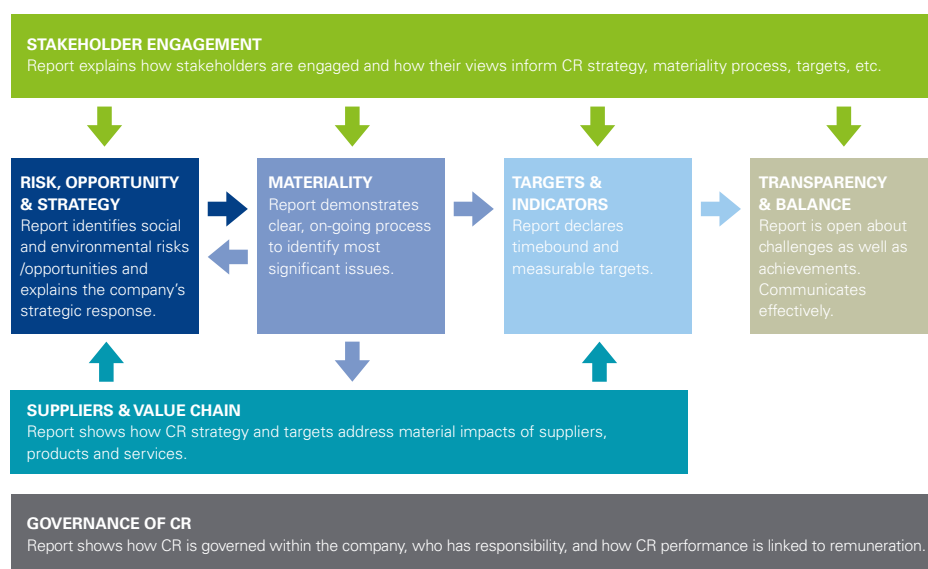 STAKEHOLDER ENGAGEMENT
Report explains how stakeholders are engaged and how their views inform CR strategy, materiality process, targets, etc.
RISK, OPPORTUNITY
& STRATEGY
Report identifies social
and environmental risks
/opportunities and
explains the company's
strategic response.
MATERIALITY
Report demonstrates
clear, on-going process
to identify most
significant issues.
TARGETS &
INDICATORS
Report declares
timebound and
measurable targets.
TRANSPARENCY
& BALANCE
Report is open about
challenges as well as
achievements.
Communicates
effectively.
SUPPLIERS & VALUE CHAIN
Report shows how CR strategy and targets address material impacts of suppliers,
products and services.
GOVERNANCE OF CR
Report shows how CR is governed within the company, who has responsibility, and how CR performance is linked to remuneration.